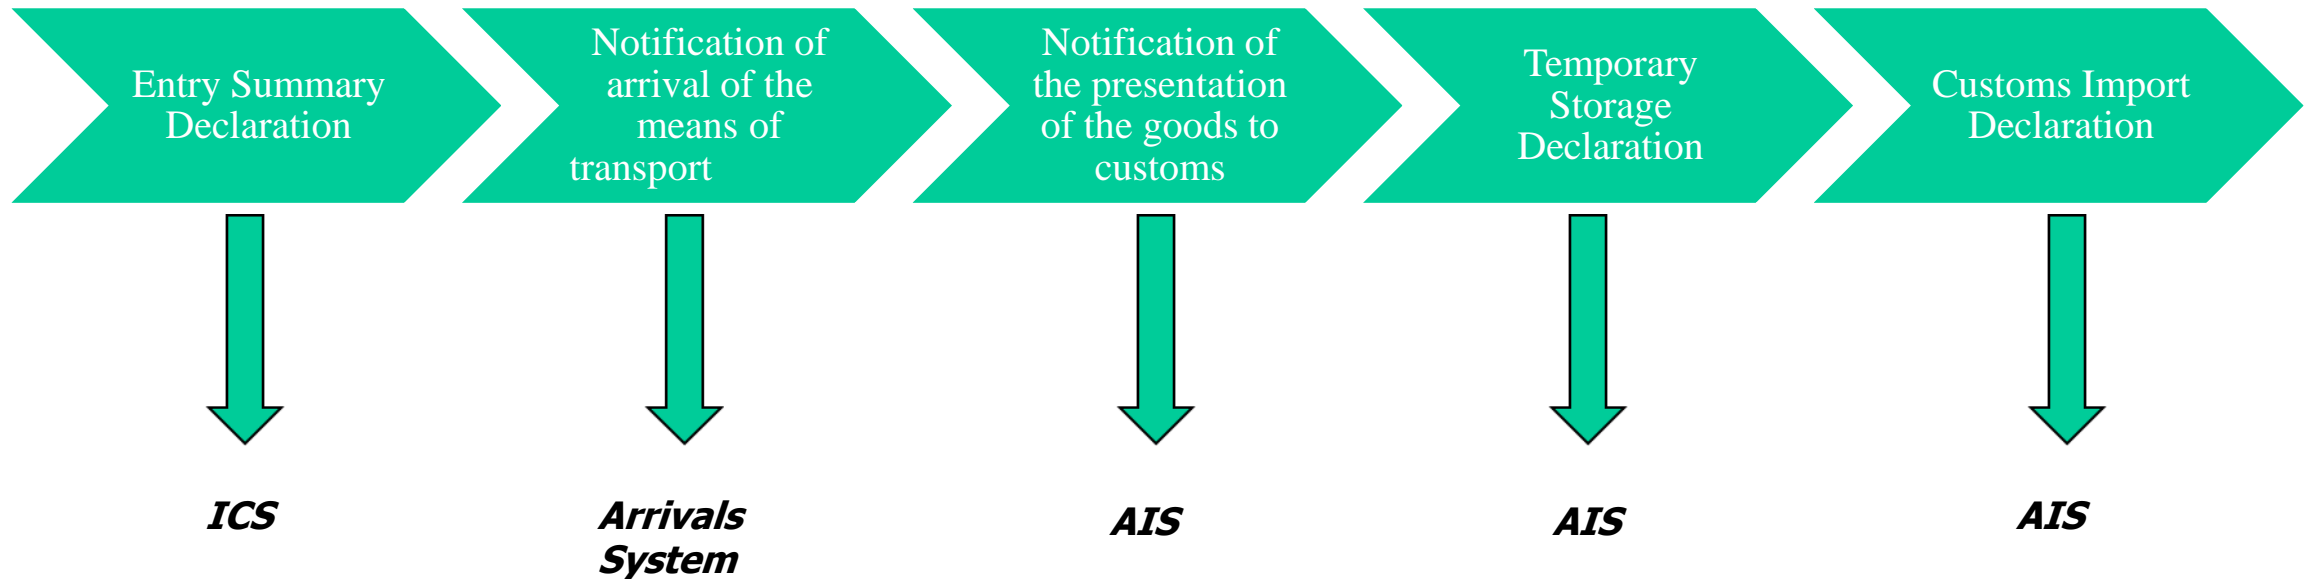 Entry Summary
Declaration
Notification of
arrival of the
means of
transport
Notification of
the presentation
of the goods to
customs
Temporary
Storage
Declaration
Customs Import
Declaration
ICS
Arrivals
System
AIS
AIS
AIS